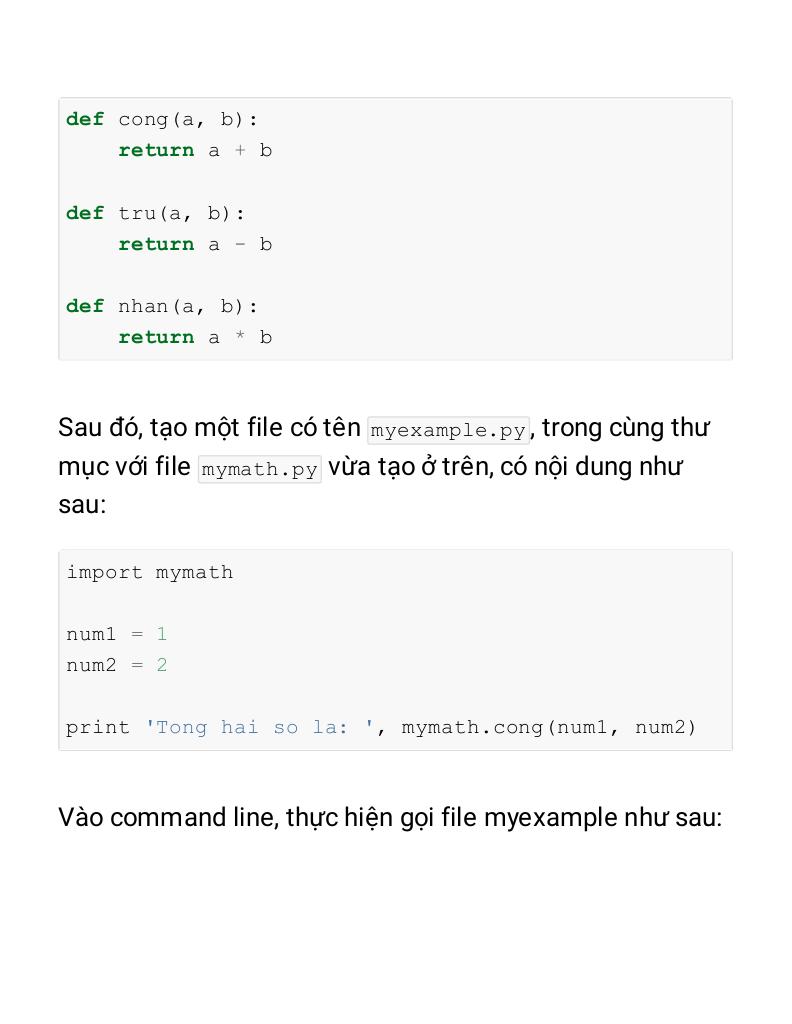 def cong(a, b):
    return a + b

def tru(a, b):
    return a - b

def nhan(a, b):
    return a * b

Sau đó, tạo một file có tên myexample.py, trong cùng thư
mục với file mymath.py vừa tạo ở trên, có nội dung như
sau:

import mymath

num1 = 1
num2 = 2

print 'Tong hai so la: ', mymath.cong(num1, num2)

Vào command line, thực hiện gọi file myexample như sau: